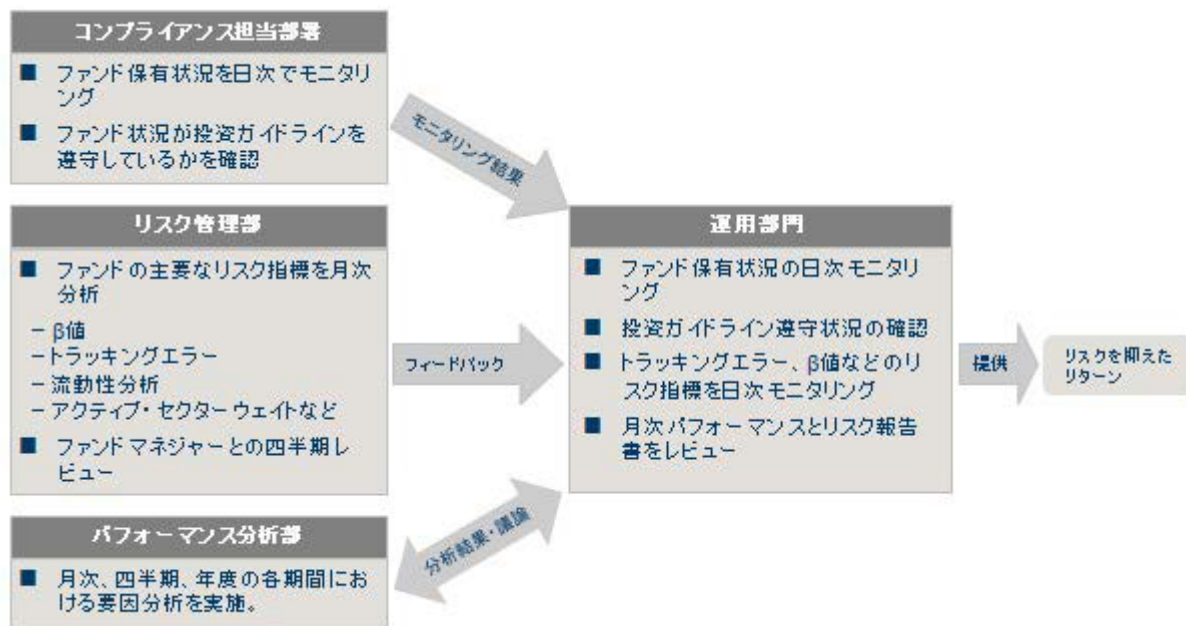 コンプライアンス担当部署
■ ファンド保有状況を日次でモニタリ
ング
■ ファンド状況が投資ガイドラインを
遵守しているかを確認
モニタリング結果
リスク管理部
■ ファンドの主要なリスク指標を月次
分析
− β値
−トラッキングエラー
− 流動性分析
− アクティブ・セクターウェイトなど
■ ファンドマネジャーとの四半期レ
ビュー
フィードバック
パフォーマンス分析部
■ 月次、四半期、年度の各期間にお
ける要因分析を実施。
分析結果・議論
運用部門
■ ファンド保有状況の日次モニタリ
ング
■ 投資ガイドライン遵守状況の確認
■ トラッキングエラー、β値などのリ
スク指標を日次モニタリング
■ 月次パフォーマンスとリスク報告
書をレビュー
提供
リスクを抑えた
リターン